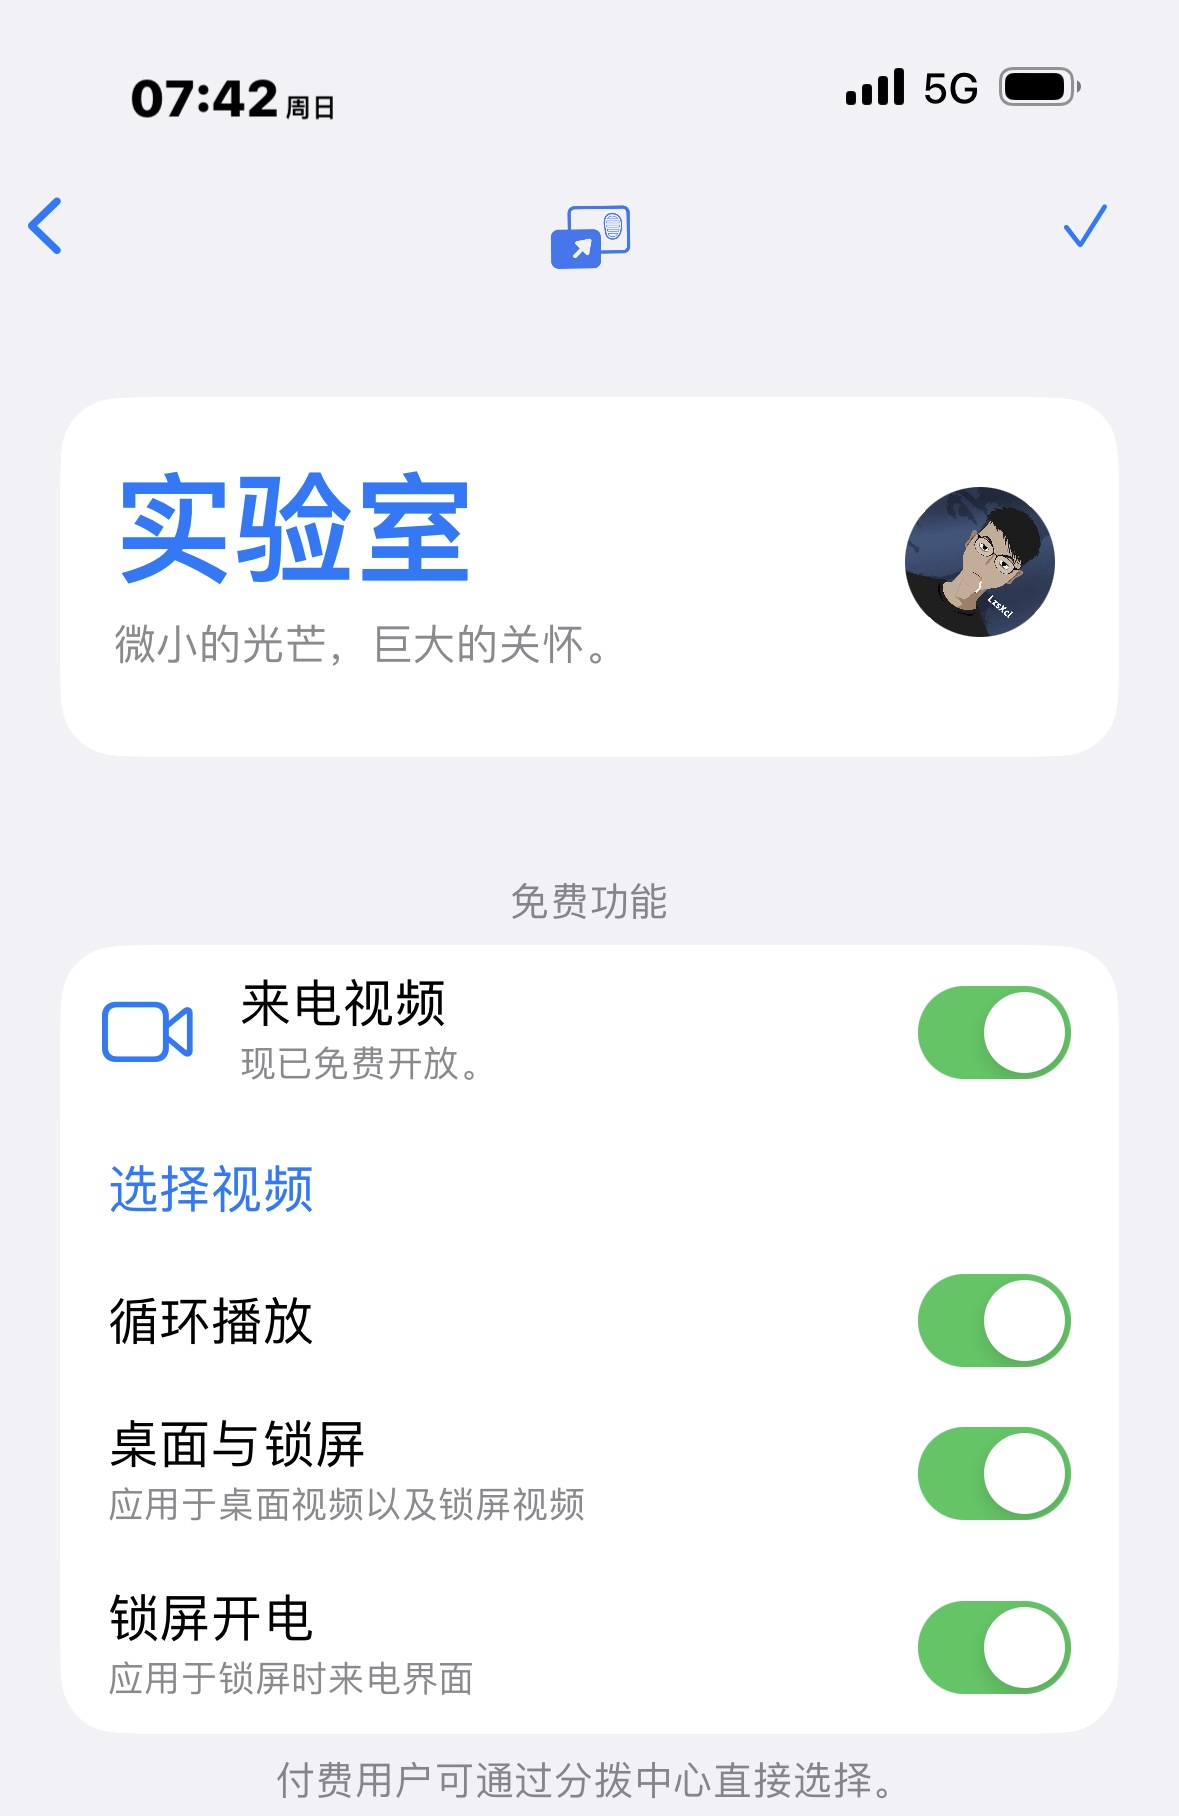 07:42 周日
5G
实验室
微小的光芒，巨大的关怀。
LzsXcl
免费功能
来电视频
现已免费开放。
选择视频
循环播放
桌面与锁屏
应用于桌面视频以及锁屏视频
锁屏开电
应用于锁屏时来电界面
付费用户可通过分拨中心直接选择。